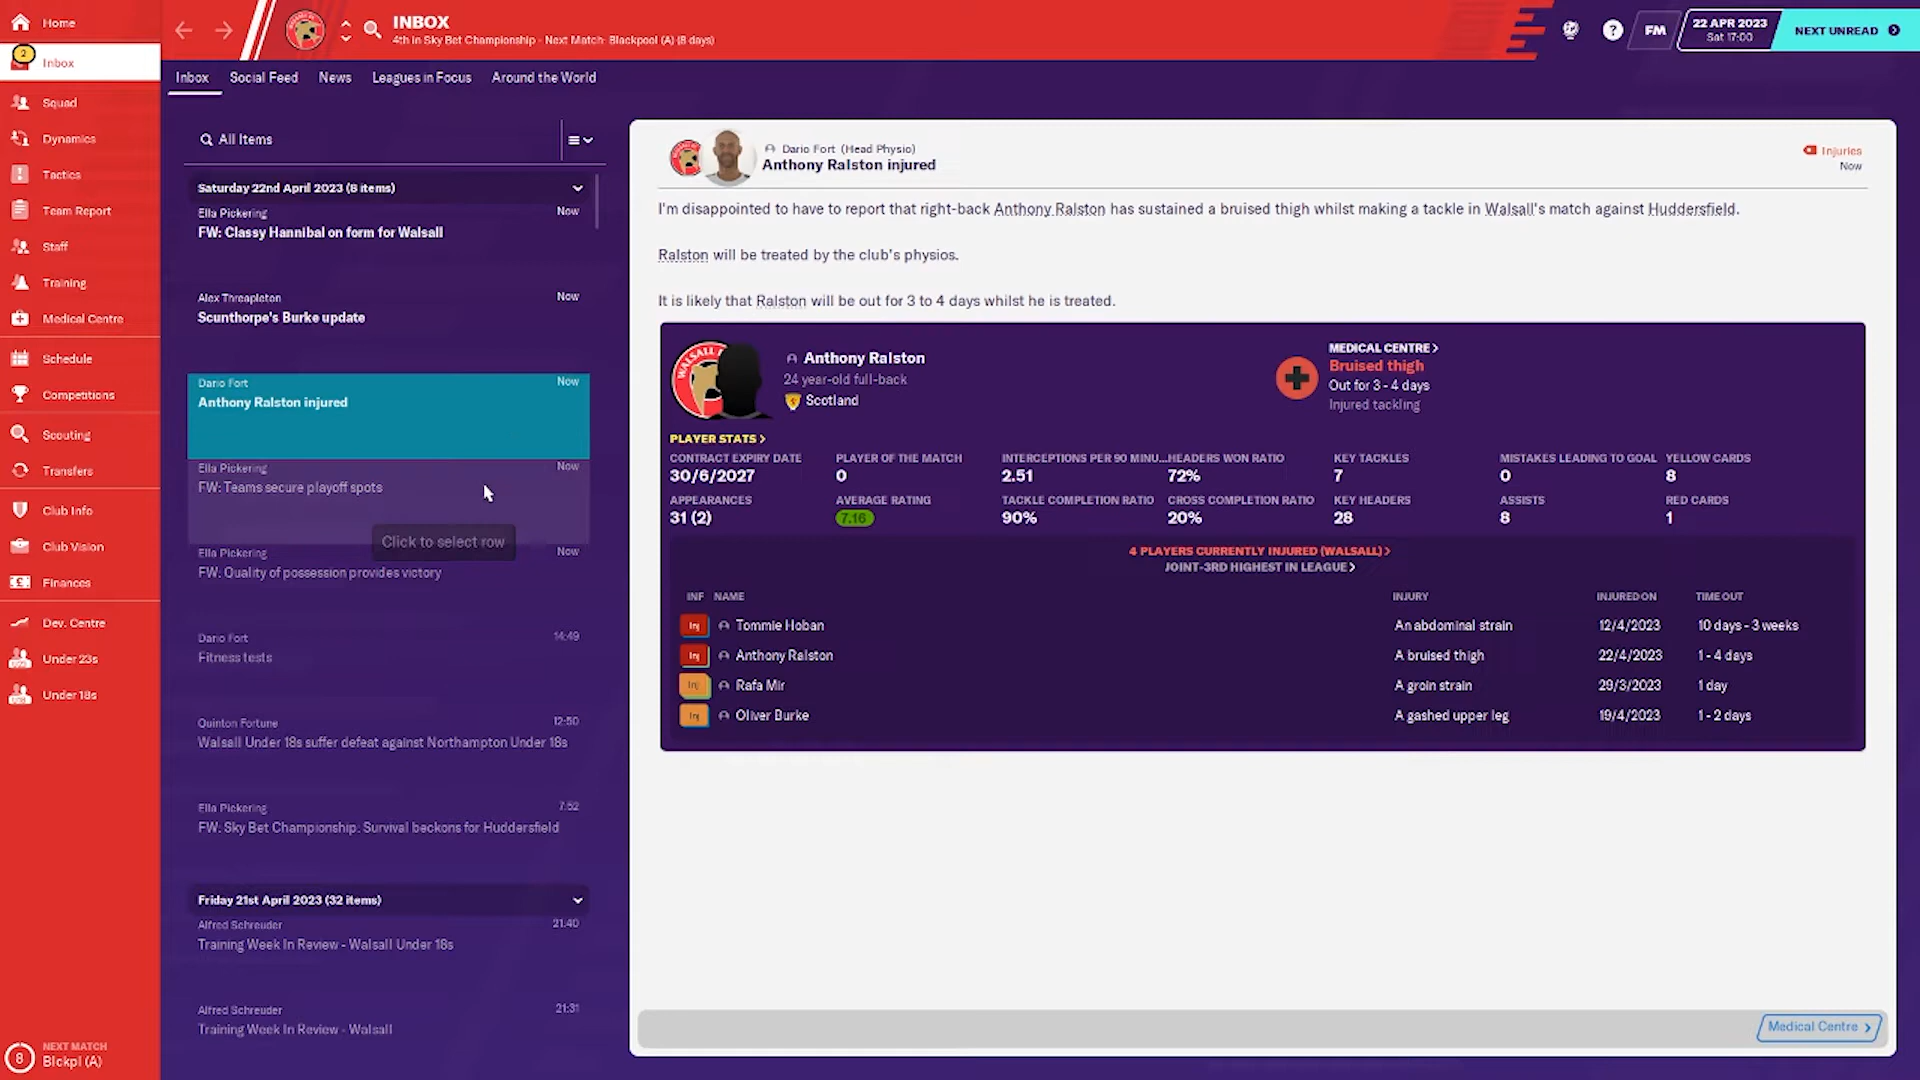 Home
2
Inbox
Squad
Dynamics
Tactics
Team Report
Staff
Training
Medical Centre
Schedule
Competitions
Scouting
Transfers
Club Info
Club Vision
Finances
Dev. Centre
Under 23s
Under 18s
8
NEXT MATCH
Blckpl (A)
INBOX
4th in Sky Bet Championship - Next Match: Blackpool (A) (8 days)
FM
22 APR 2023
Sat 17:00
NEXT UNREAD
Inbox Social Feed News Leagues in Focus Around the World
All Items
Saturday 22nd April 2023 (8 items)
Ella Pickering Now
FW: Classy Hannibal on form for Walsall
Alex Threapleton Now
Scunthorpe's Burke update
Dario Fort Now
Anthony Ralston injured
Ella Pickering Now
FW: Teams secure playoff spots
Click to select row
Ella Pickering Now
FW: Quality of possession provides victory
Dario Fort 14:49
Fitness tests
Quinton Fortune 12:50
Walsall Under 18s suffer defeat against Northampton Under 18s
Ella Pickering 7:52
FW: Sky Bet Championship: Survival beckons for Huddersfield
Friday 21st April 2023 (32 items)
Alfred Schreuder 21:40
Training Week In Review - Walsall Under 18s
Alfred Schreuder 21:31
Training Week In Review - Walsall
Dario Fort (Head Physio)
Anthony Ralston injured
Injuries
Now
I'm disappointed to have to report that right-back Anthony Ralston has sustained a bruised thigh whilst making a tackle in Walsall's match against Huddersfield.
Ralston will be treated by the club's physios.
It is likely that Ralston will be out for 3 to 4 days whilst he is treated.
WALSALL F
Anthony Ralston
24 year-old full-back
Scotland
MEDICAL CENTRE >
Bruised thigh
Out for 3 - 4 days
Injured tackling
PLAYER STATS >
CONTRACT EXPIRY DATE PLAYER OF THE MATCH INTERCEPTIONS PER 90 MINU... HEADERS WON RATIO KEY TACKLES MISTAKES LEADING TO GOAL YELLOW CARDS
30/6/2027 0 2.51 72% 7 0 8
APPEARANCES AVERAGE RATING TACKLE COMPLETION RATIO CROSS COMPLETION RATIO KEY HEADERS ASSISTS RED CARDS
31 (2) 7.16 90% 20% 28 8 1
4 PLAYERS CURRENTLY INJURED (WALSALL) >
JOINT-3RD HIGHEST IN LEAGUE >
INF NAME INJURY INJURED ON TIME OUT
Inj Tommie Hoban An abdominal strain 12/4/2023 10 days - 3 weeks
Inj Anthony Ralston A bruised thigh 22/4/2023 1 - 4 days
Inj Rafa Mir A groin strain 29/3/2023 1 day
Inj Oliver Burke A gashed upper leg 19/4/2023 1 - 2 days
Medical Centre >